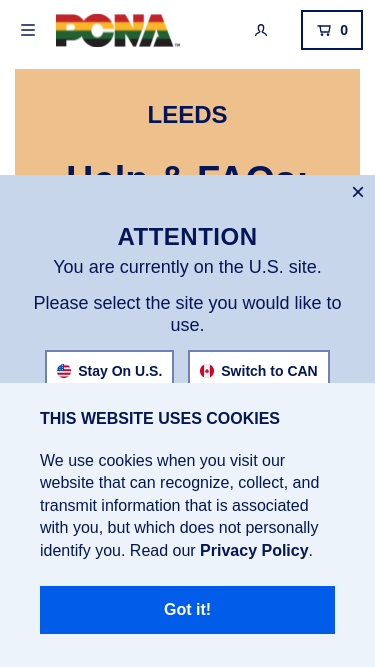 PONA
™
0
LEEDS
Help & FAQs:
×
ATTENTION
You are currently on the U.S. site.
Please select the site you would like to
use.
Stay On U.S.
Switch to CAN
THIS WEBSITE USES COOKIES
We use cookies when you visit our
website that can recognize, collect, and
transmit information that is associated
with you, but which does not personally
identify you. Read our Privacy Policy.
Got it!